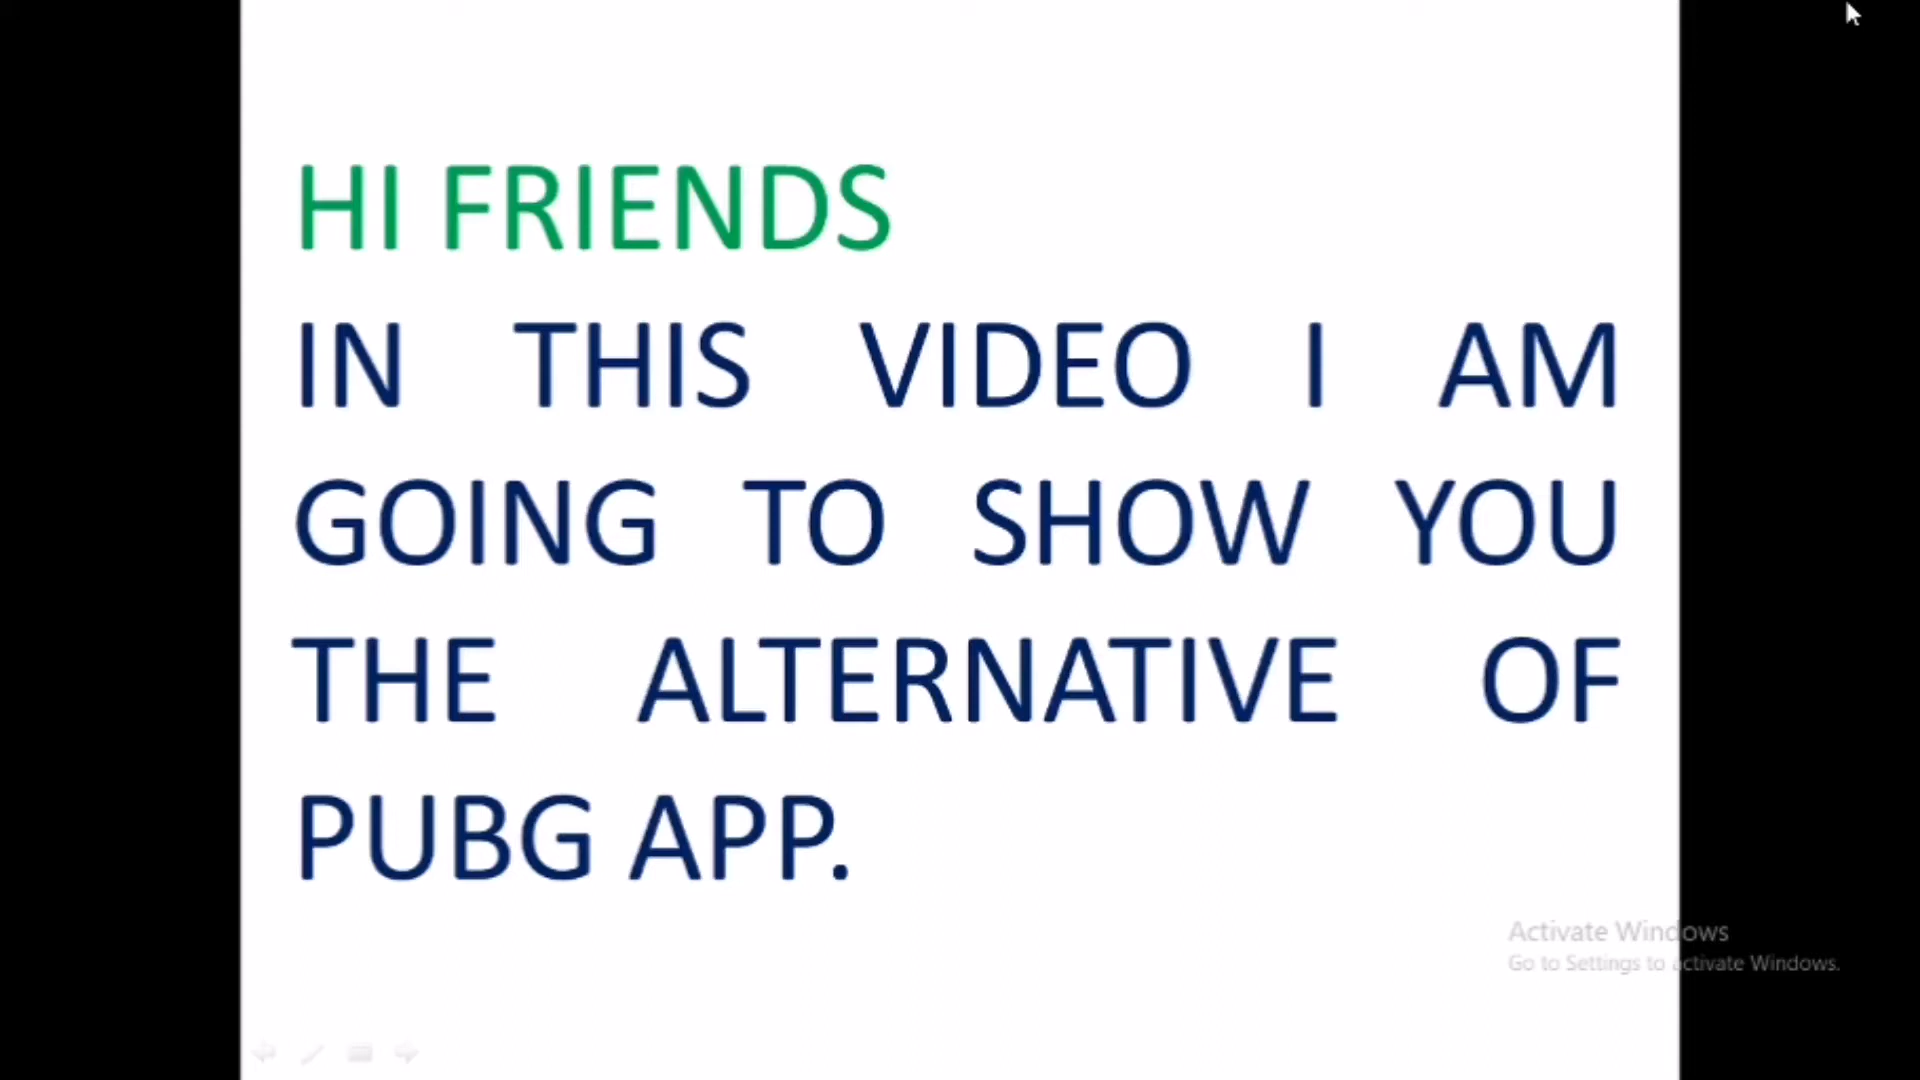 HI FRIENDS
IN THIS VIDEO I AM
GOING TO SHOW YOU
THE ALTERNATIVE OF
PUBG APP.
Activate Windows
Go to Settings to activate Windows.